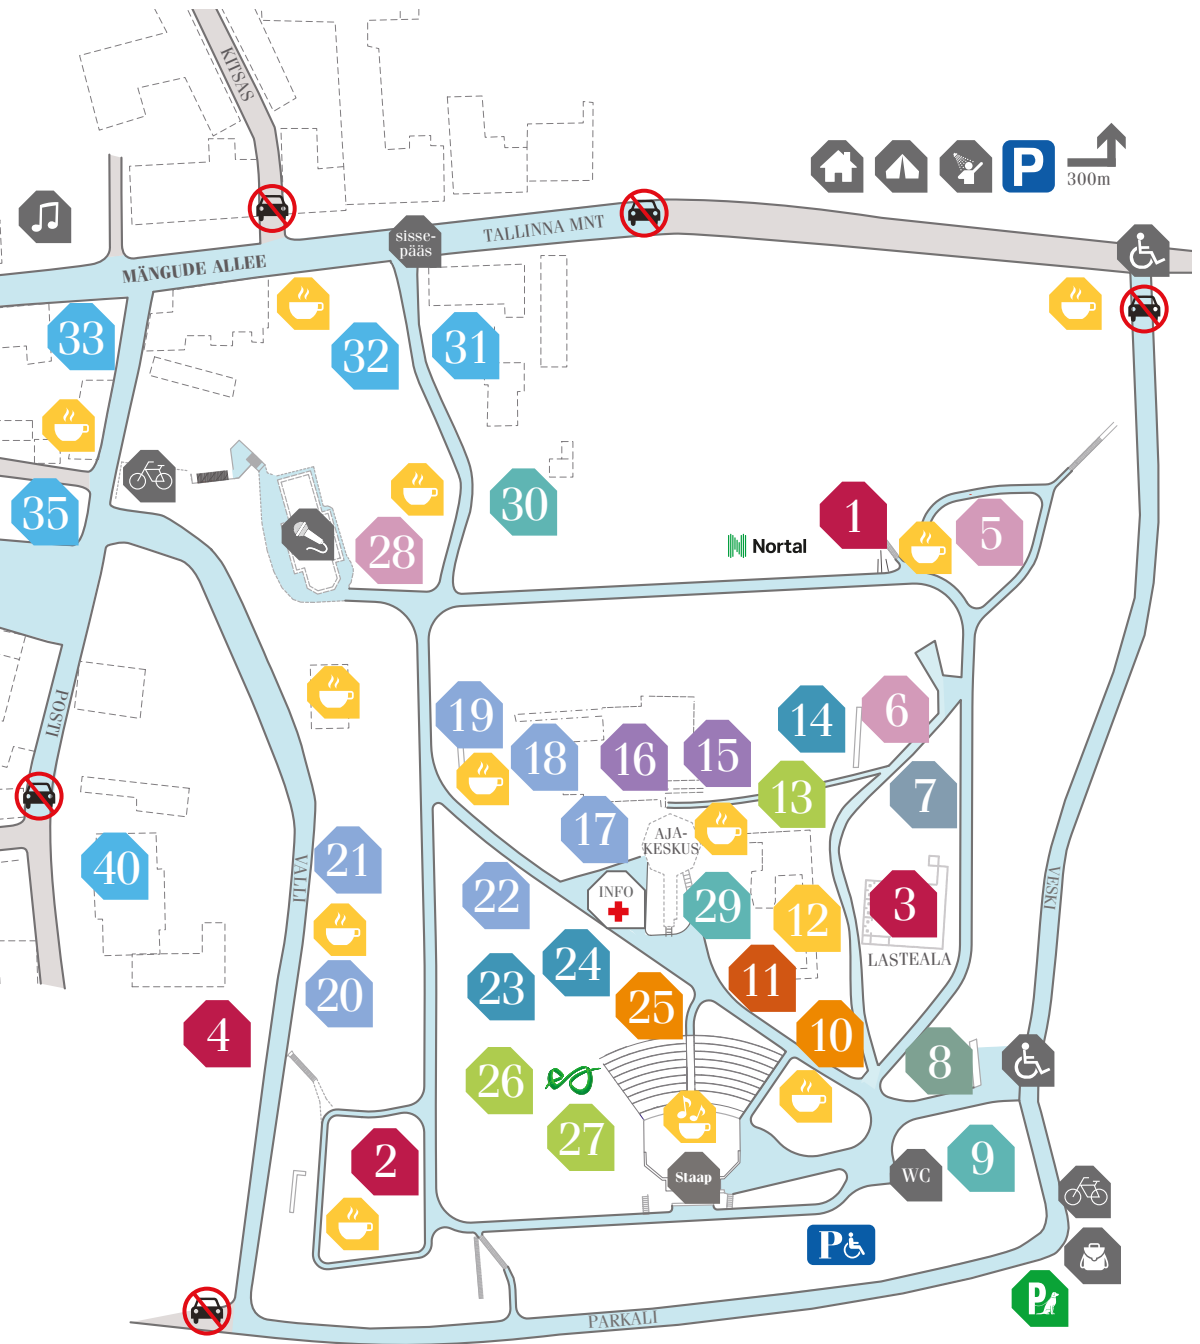 KITSAS
P
300m
sisse-
pääs
TALLINNA MNT
MÄNGUDE ALLEE
33
32
31
35
30
1
5
28
Nortal
POSTI
19
18
16
15
14
6
7
13
17
AJA-
KESKUS
21
VALLI
40
22
INFO
29
12
3
VESKI
LASTEALA
20
23
24
25
11
10
4
8
26
27
2
Staap
WC
9
P
P
PARKALI